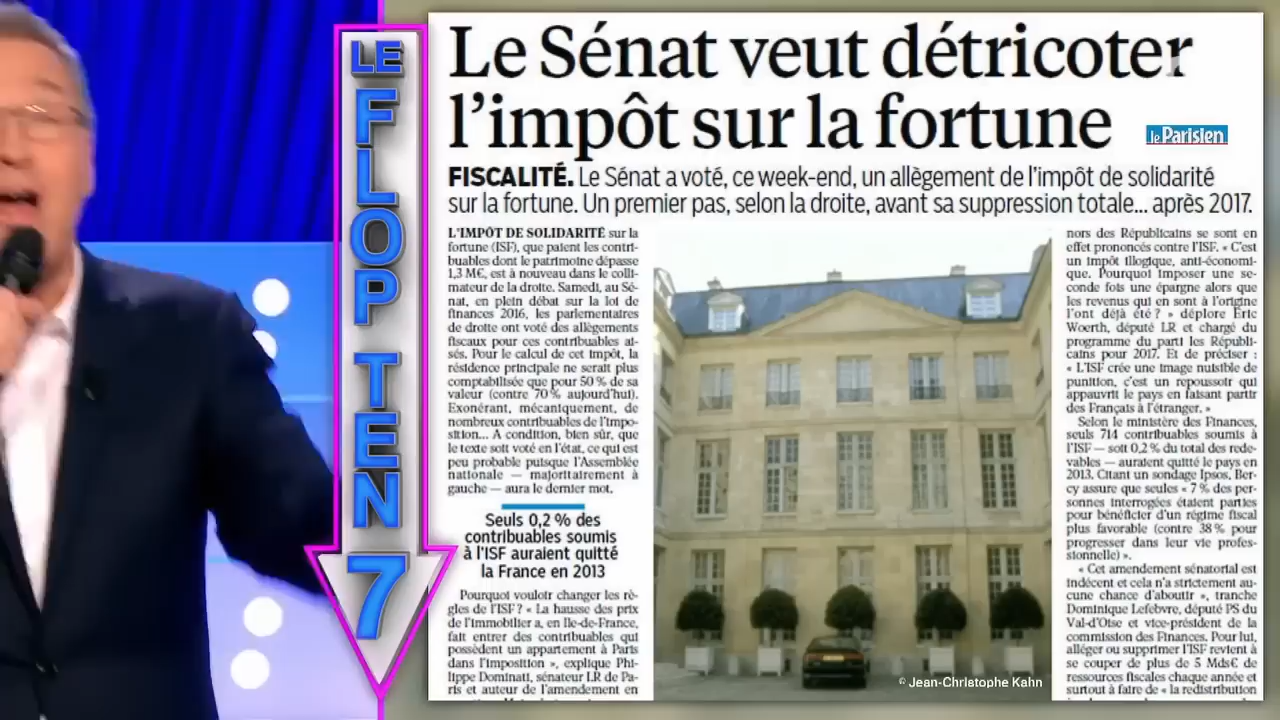 LE
FLOP
TEN
7
Le Sénat veut détricoter
l'impôt sur la fortune
le Parisien
FISCALITÉ. Le Sénat a voté, ce week-end, un allègement de l'impôt de solidarité
sur la fortune. Un premier pas, selon la droite, avant sa suppression totale... après 2017.
L'IMPÔT DE SOLIDARITÉ sur la
fortune (ISF), que paient les contri-
buables dont le patrimoine dépasse
1,3 M€, est à nouveau dans le colli-
mateur de la droite. Samedi, au Sé-
nat, en plein débat sur la loi de
finances 2016, les parlementaires
de droite ont voté des allègements
fiscaux pour ces contribuables ai-
sés. Pour le calcul de cet impôt, la
résidence principale ne serait plus
comptabilisée que pour 50 % de sa
valeur (contre 70 % aujourd'hui).
Exonérant, mécaniquement, de
nombreux contribuables de l'impo-
sition... A condition, bien sûr, que
le texte soit voté en l'état, ce qui est
peu probable puisque l'Assemblée
nationale — majoritairement à
gauche — aura le dernier mot.
Seuls 0,2 % des
contribuables soumis
à l'ISF auraient quitté
la France en 2013
Pourquoi vouloir changer les rè-
gles de l'ISF ? « La hausse des prix
de l'immobilier a, en Ile-de-France,
fait entrer des contribuables qui
possèdent un appartement à Paris
dans l'imposition », explique Phi-
lippe Dominati, sénateur LR de Pa-
ris et auteur de l'amendement en
© Jean-Christophe Kahn
nors des Républicains se sont en
effet prononcés contre l'ISF. « C'est
un impôt illogique, anti-économi-
que. Pourquoi imposer une se-
conde fois une épargne alors que
les revenus qui en sont à l'origine
l'ont déjà été ? » déplore Eric
Woerth, député LR et chargé du
programme du parti les Républi-
cains pour 2017. Et de préciser :
« L'ISF crée une image nuisible de
punition, c'est un repoussoir qui
appauvrit le pays en faisant partir
des Français à l'étranger. »
Selon le ministère des Finances,
seuls 714 contribuables soumis à
l'ISF — soit 0,2 % du total des rede-
vables — auraient quitté le pays en
2013. Citant un sondage Ipsos, Ber-
cy assure que seules « 7 % des per-
sonnes interrogées étaient parties
pour bénéficier d'un régime fiscal
plus favorable (contre 38 % pour
progresser dans leur vie profes-
sionnelle) ».
« Cet amendement sénatorial est
indécent et cela n'a strictement au-
cune chance d'aboutir », tranche
Dominique Lefebvre, député PS du
Val-d'Oise et vice-président de la
commission des Finances. Pour lui,
alléger ou supprimer l'ISF revient à
se couper de plus de 5 Mds€ de
ressources fiscales chaque année et
surtout à faire de « la redistribution